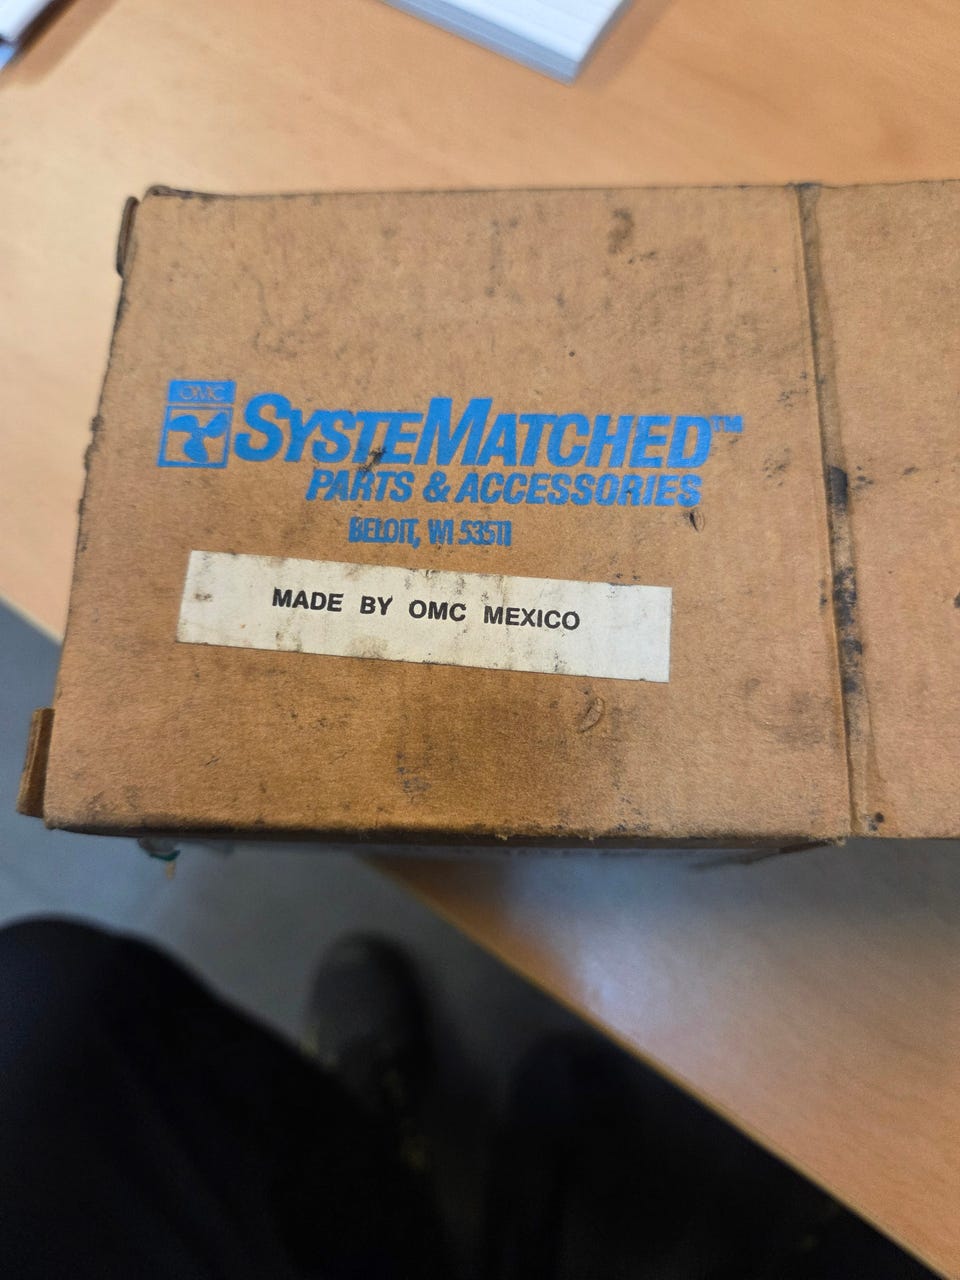 OMC
SYSTEMATCHED™
PARTS & ACCESSORIES
BELOIT, WI 53511
MADE BY OMC MEXICO